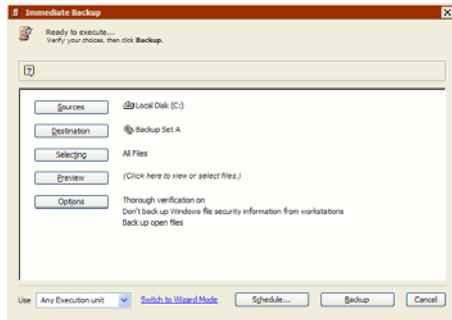 Immediate Backup
Ready to execute...
Verify your choices, then click Backup.
Sources
Local Disk (C:)
Destination
Backup Set A
Selecting
All Files
Preview
(Click here to view or select files.)
Options
Thorough verification on
Don't back up Windows file security information from workstations
Back up open files
Use
Any Execution unit
Switch to Wizard Mode
Schedule...
Backup
Cancel